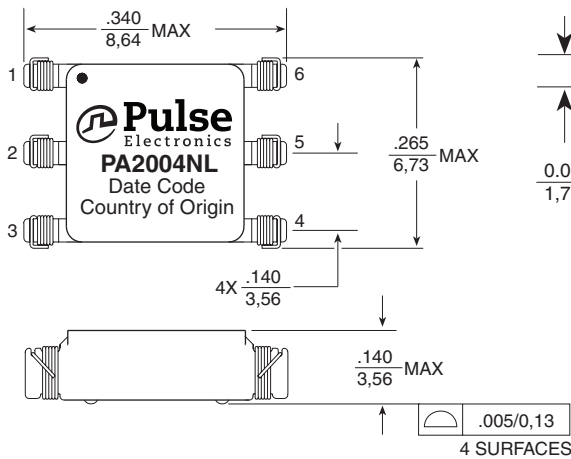 .340
8,64 MAX
1
6
Pulse
Electronics
PA2004NL
Date Code
Country of Origin
2
5
3
4
.265
6,73 MAX
0.0
1,7
4X .140
3,56
.140
3,56 MAX
.005/0,13
4 SURFACES